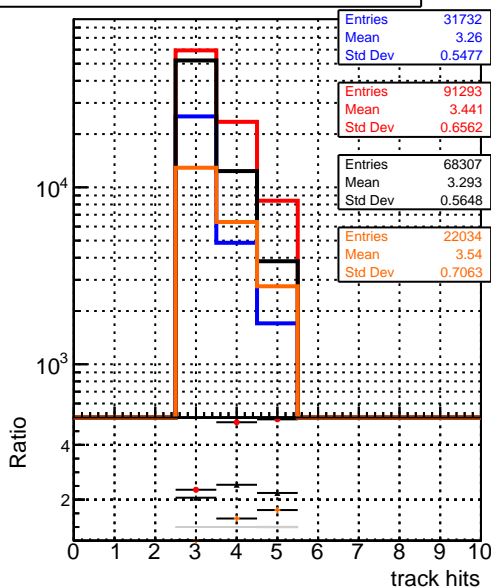 Entries 31732
Mean 3.26
Std Dev 0.5477
Entries 91293
Mean 3.441
Std Dev 0.6562
Entries 68307
Mean 3.293
Std Dev 0.5648
Entries 22034
Mean 3.54
Std Dev 0.7063
10^4
10^3
Ratio
4
2
0 1 2 3 4 5 6 7 8 9 10
track hits